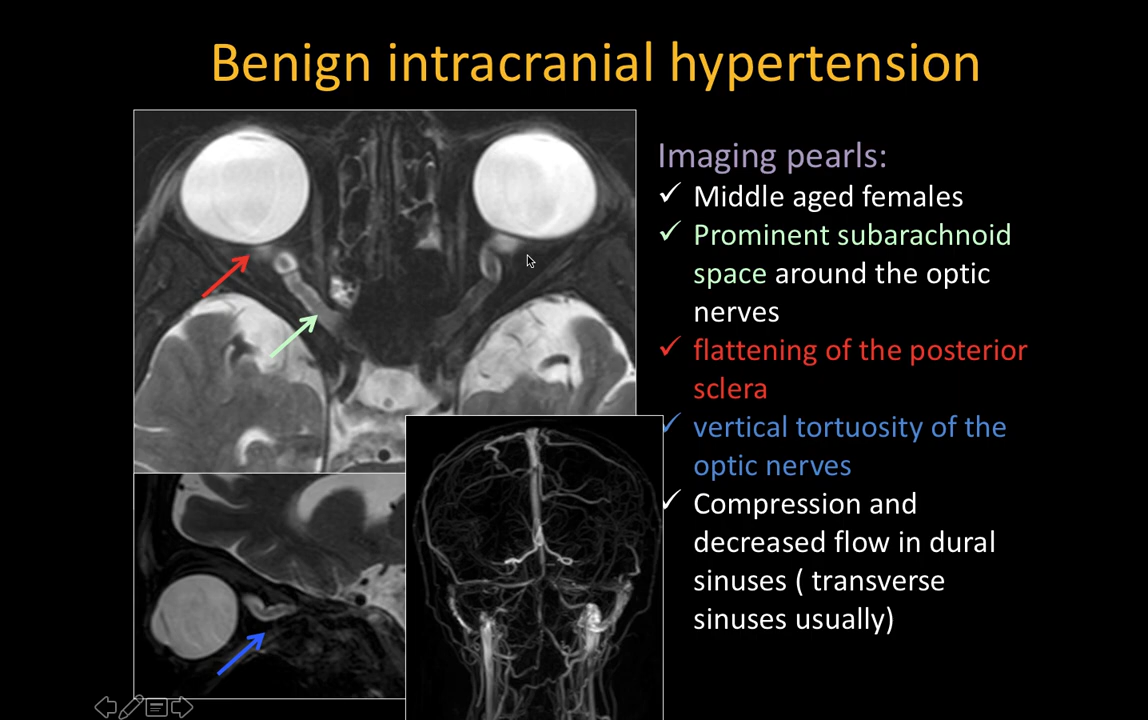 Benign intracranial hypertension
Imaging pearls:
✓ Middle aged females
✓ Prominent subarachnoid
space around the optic
nerves
✓ flattening of the posterior
sclera
✓ vertical tortuosity of the
optic nerves
✓ Compression and
decreased flow in dural
sinuses ( transverse
sinuses usually)